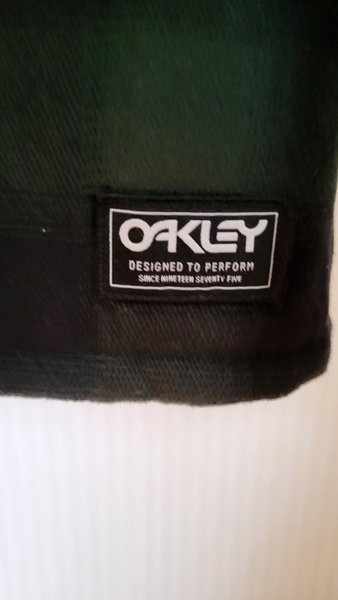 OAKLEY
DESIGNED TO PERFORM
SINCE NINETEEN SEVENTY FIVE